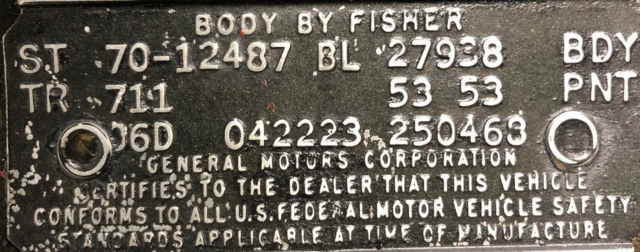 BODY BY FISHER
ST 70-12487 BL 27938 BDY
TR 711 53 53 PNT
06D 042223 250468
GENERAL MOTORS CORPORATION
CERTIFIES TO THE DEALER THAT THIS VEHICLE
CONFORMS TO ALL U.S. FEDERAL MOTOR VEHICLE SAFETY
STANDARDS APPLICABLE AT TIME OF MANUFACTURE